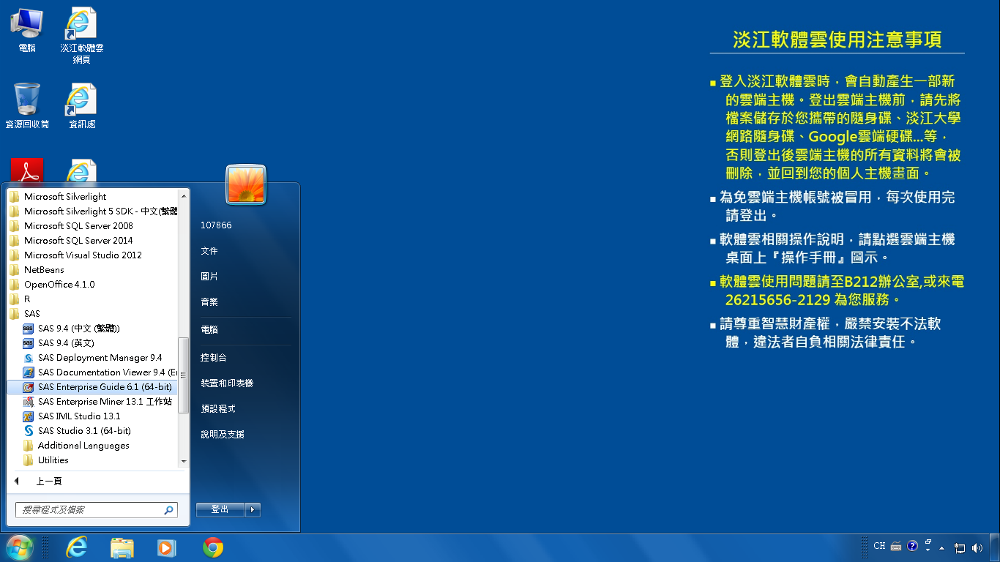 電腦
淡江軟體雲
網頁
資源回收筒
資訊處
Microsoft Silverlight
Microsoft Silverlight 5 SDK - 中文(繁體
Microsoft SQL Server 2008
Microsoft SQL Server 2014
Microsoft Visual Studio 2012
NetBeans
OpenOffice 4.1.0
R
SAS
SAS 9.4 (中文 (繁體))
SAS 9.4 (英文)
SAS Deployment Manager 9.4
SAS Documentation Viewer 9.4 (En
SAS Enterprise Guide 6.1 (64-bit)
SAS Enterprise Miner 13.1 工作站
SAS IML Studio 13.1
SAS Studio 3.1 (64-bit)
Additional Languages
Utilities
上一頁
搜尋程式及檔案
107866
文件
圖片
音樂
電腦
控制台
裝置和印表機
預設程式
說明及支援
登出
淡江軟體雲使用注意事項
■ 登入淡江軟體雲時，會自動產生一部新
的雲端主機。登出雲端主機前，請先將
檔案儲存於您攜帶的隨身碟、淡江大學
網路隨身碟、Google雲端硬碟...等，
否則登出後雲端主機的所有資料將會被
刪除，並回到您的個人主機畫面。
■ 為免雲端主機帳號被冒用，每次使用完
請登出。
■ 軟體雲相關操作說明，請點選雲端主機
桌面上『操作手冊』圖示。
■ 軟體雲使用問題請至B212辦公室,或來電
26215656-2129 為您服務。
■ 請尊重智慧財產權，嚴禁安裝不法軟
體，違法者自負相關法律責任。
CH